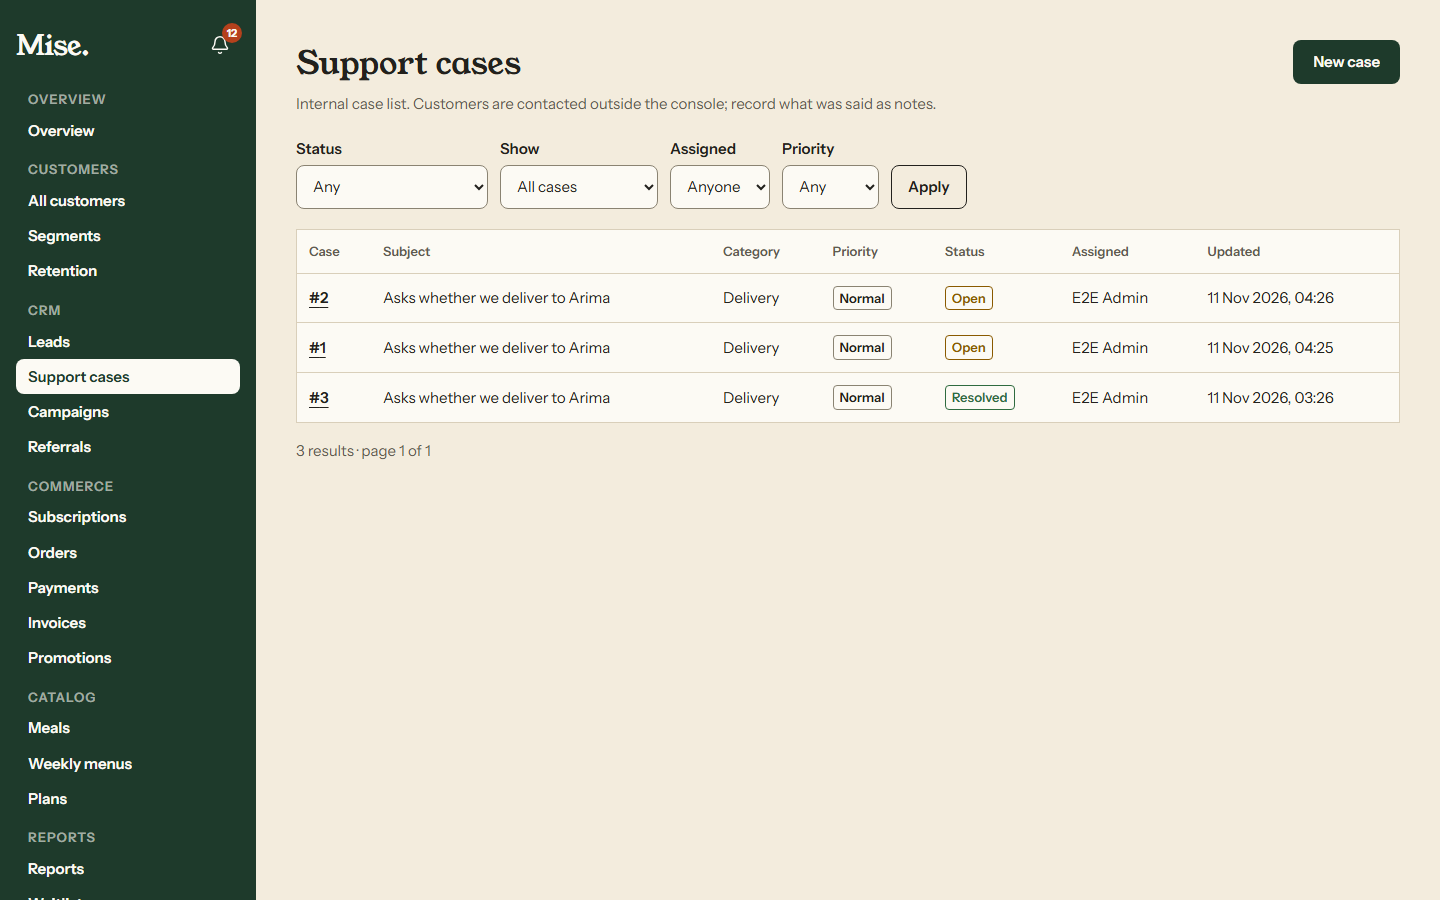 Mise.
12
OVERVIEW
Overview
CUSTOMERS
All customers
Segments
Retention
CRM
Leads
Support cases
Campaigns
Referrals
COMMERCE
Subscriptions
Orders
Payments
Invoices
Promotions
CATALOG
Meals
Weekly menus
Plans
REPORTS
Reports
Support cases
New case
Internal case list. Customers are contacted outside the console; record what was said as notes.
Status Show Assigned Priority
Any All cases Anyone Any Apply
Case Subject Category Priority Status Assigned Updated
#2 Asks whether we deliver to Arima Delivery Normal Open E2E Admin 11 Nov 2026, 04:26
#1 Asks whether we deliver to Arima Delivery Normal Open E2E Admin 11 Nov 2026, 04:25
#3 Asks whether we deliver to Arima Delivery Normal Resolved E2E Admin 11 Nov 2026, 03:26
3 results · page 1 of 1